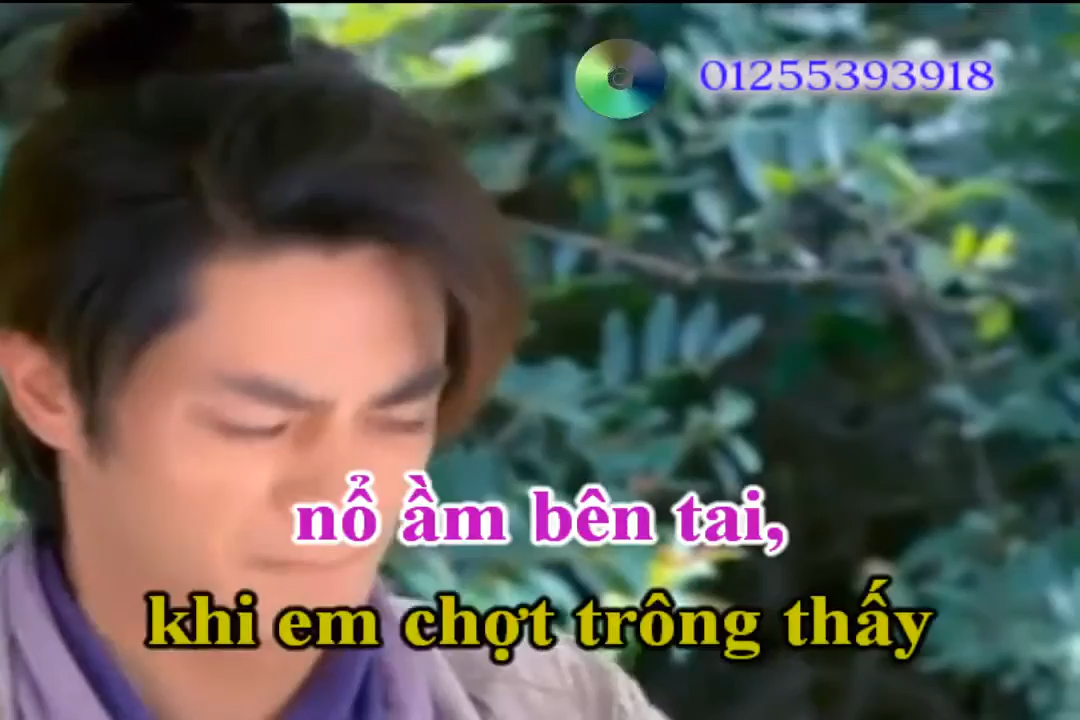 01255393918
nổ ầm bên tai,
khi em chợt trông thấy